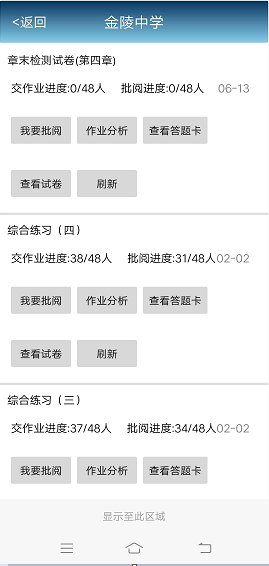 <返回 金陵中学
章末检测试卷(第四章)
交作业进度:0/48人 批阅进度:0/48人 06-13
我要批阅 作业分析 查看答题卡
查看试卷 刷新
综合练习（四）
交作业进度:38/48人 批阅进度:31/48人02-02
我要批阅 作业分析 查看答题卡
查看试卷 刷新
综合练习（三）
交作业进度:37/48人 批阅进度:34/48人02-02
我要批阅 作业分析 查看答题卡
显示至此区域